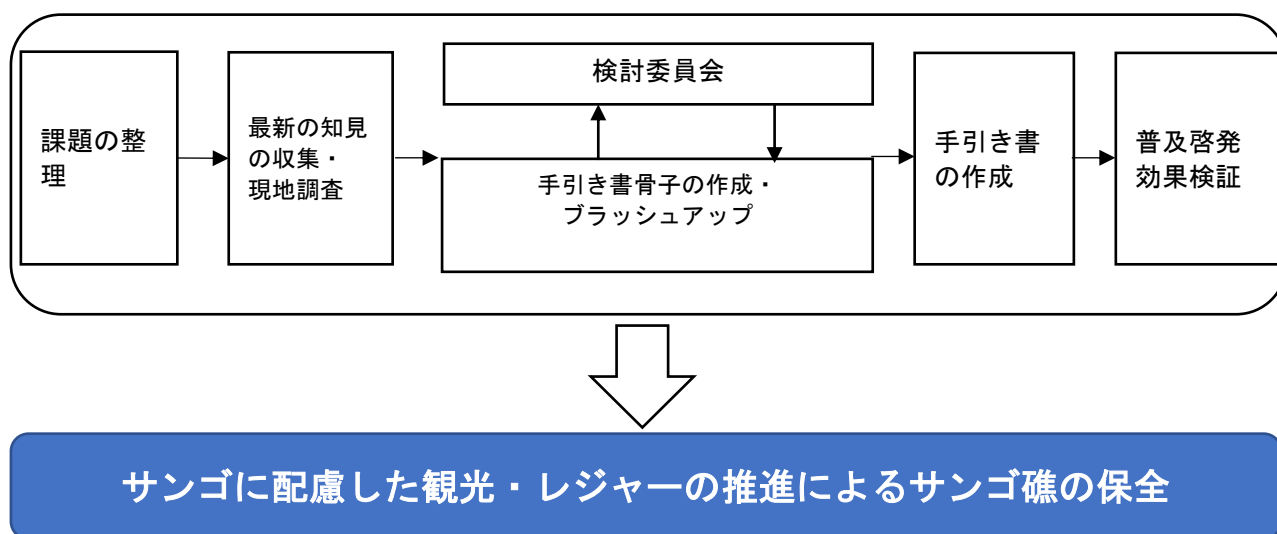 課題の整
理
最新の知見
の収集・
現地調査
検討委員会
手引き書骨子の作成・
ブラッシュアップ
手引き書
の作成
普及啓発
効果検証
サンゴに配慮した観光・レジャーの推進によるサンゴ礁の保全